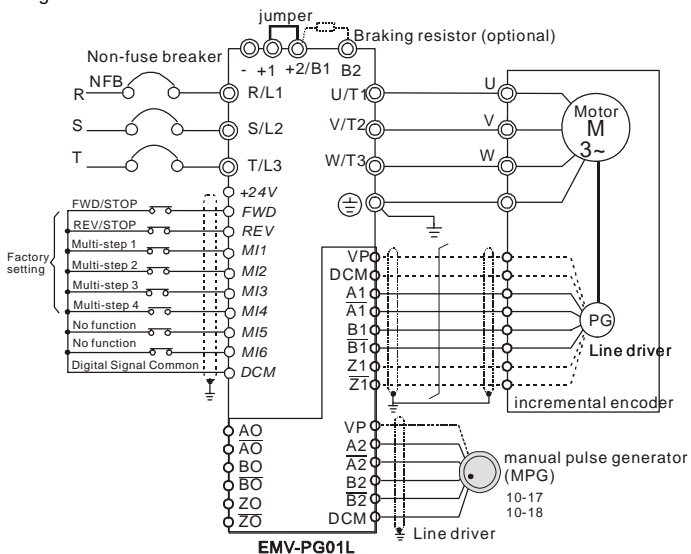 jumper
Braking resistor (optional)
Non-fuse breaker
- +1 +2/B1 B2
NFB
R R/L1 U/T1 U
S S/L2 V/T2 V
T T/L3 W/T3 W
Motor
M
3~
+24V
FWD/STOP FWD
REV/STOP REV
Multi-step 1 MI1
Multi-step 2 MI2
Multi-step 3 MI3
Multi-step 4 MI4
No function MI5
No function MI6
Digital Signal Common DCM
Factory
setting
VP
DCM
A1
A1
B1
B1
Z1
Z1
PG
Line driver
incremental encoder
AO
AO
BO
BO
ZO
ZO
VP
A2
A2
B2
B2
DCM
manual pulse generator
(MPG)
10-17
10-18
Line driver
EMV-PG01L